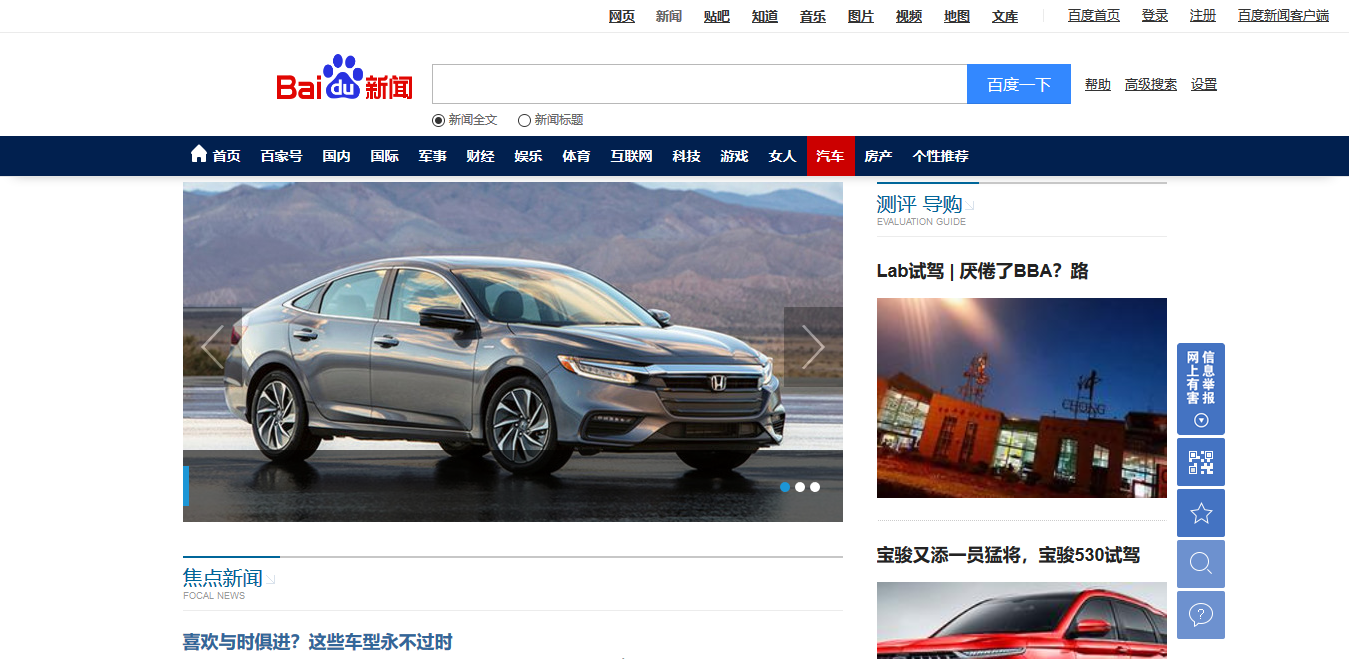 网页 新闻 贴吧 知道 音乐 图片 视频 地图 文库 百度首页 登录 注册 百度新闻客户端
Bai du 新闻
百度一下
帮助 高级搜索 设置
新闻全文 新闻标题
首页 百家号 国内 国际 军事 财经 娱乐 体育 互联网 科技 游戏 女人 汽车 房产 个性推荐
测评 导购
EVALUATION GUIDE
Lab试驾 | 厌倦了BBA？路
CHONG
网上有害
信息举报
宝骏又添一员猛将，宝骏530试驾
焦点新闻
FOCAL NEWS
喜欢与时俱进？这些车型永不过时